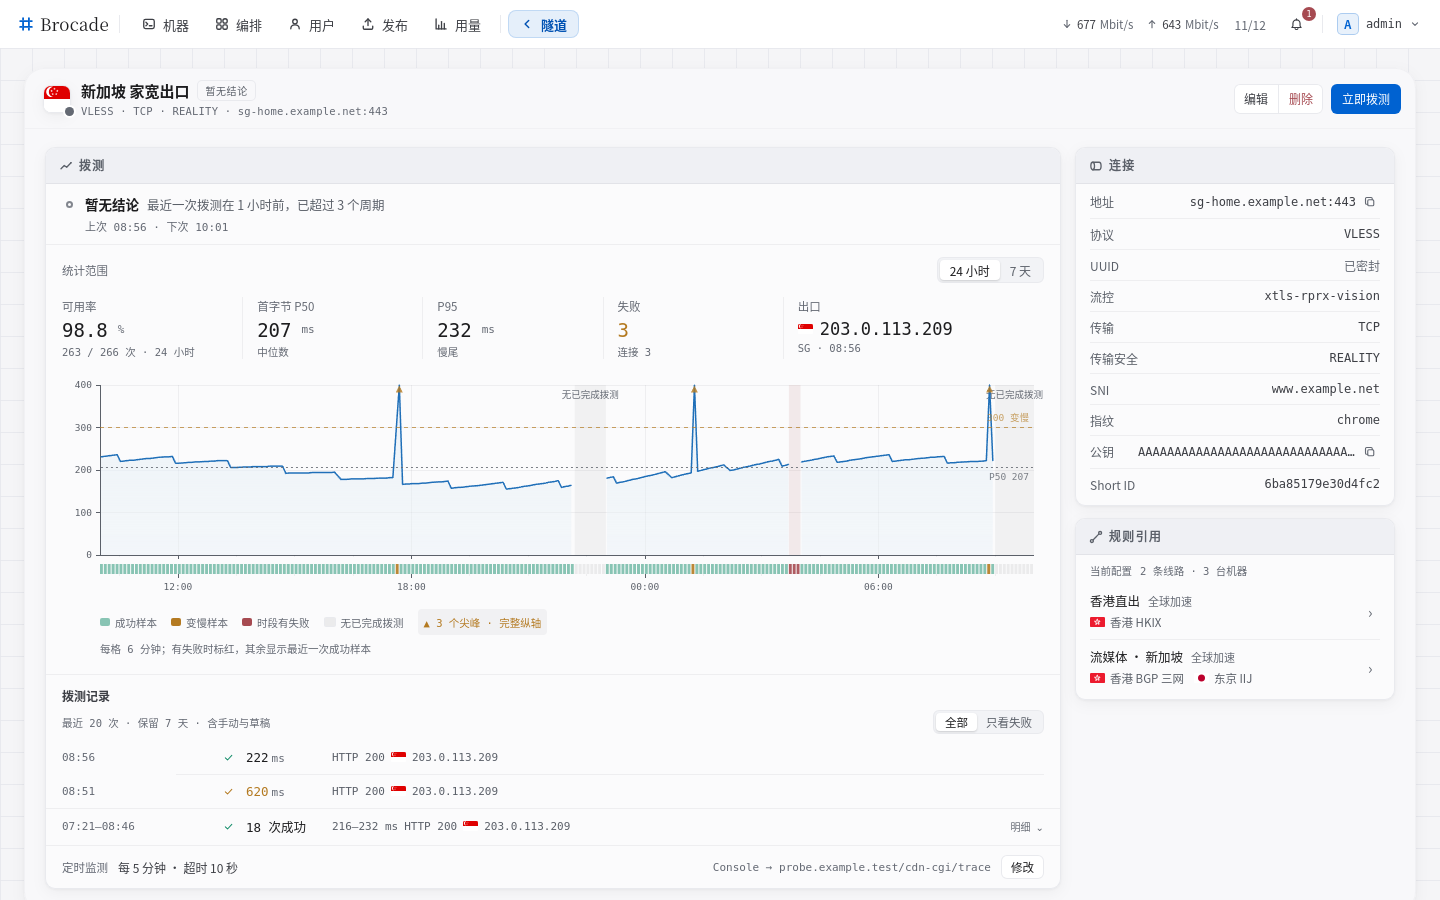 Brocade 机器 编排 用户 发布 用量 隧道 ↓ 677 Mbit/s ↑ 643 Mbit/s 11/12 1 A admin
新加坡 家宽出口 暂无结论
VLESS · TCP · REALITY · sg-home.example.net:443
编辑 删除 立即拨测
拨测
暂无结论 最近一次拨测在 1 小时前，已超过 3 个周期
上次 08:56 · 下次 10:01
统计范围 24 小时 7 天
可用率 首字节 P50 P95 失败 出口
98.8 % 207 ms 232 ms 3 203.0.113.209
263 / 266 次 · 24 小时 中位数 慢尾 连接 3 SG · 08:56
400
无已完成拨测 无已完成拨测
00 变慢
300
200
P50 207
100
0
12:00 18:00 00:00 06:00
成功样本 变慢样本 时段有失败 无已完成拨测 ▲ 3 个尖峰 · 完整纵轴
每格 6 分钟；有失败时标红，其余显示最近一次成功样本
拨测记录
最近 20 次 · 保留 7 天 · 含手动与草稿 全部 只看失败
08:56 222 ms HTTP 200 203.0.113.209
08:51 620 ms HTTP 200 203.0.113.209
07:21–08:46 18 次成功 216–232 ms HTTP 200 203.0.113.209 明细
定时监测 每 5 分钟 · 超时 10 秒 Console → probe.example.test/cdn-cgi/trace 修改
连接
地址 sg-home.example.net:443
协议 VLESS
UUID 已密封
流控 xtls-rprx-vision
传输 TCP
传输安全 REALITY
SNI www.example.net
指纹 chrome
公钥 AAAAAAAAAAAAAAAAAAAAAAAAAAAAA…
Short ID 6ba85179e30d4fc2
规则引用
当前配置 2 条线路 · 3 台机器
香港直出 全球加速
香港 HKIX
流媒体 · 新加坡 全球加速
香港 BGP 三网 东京 IIJ